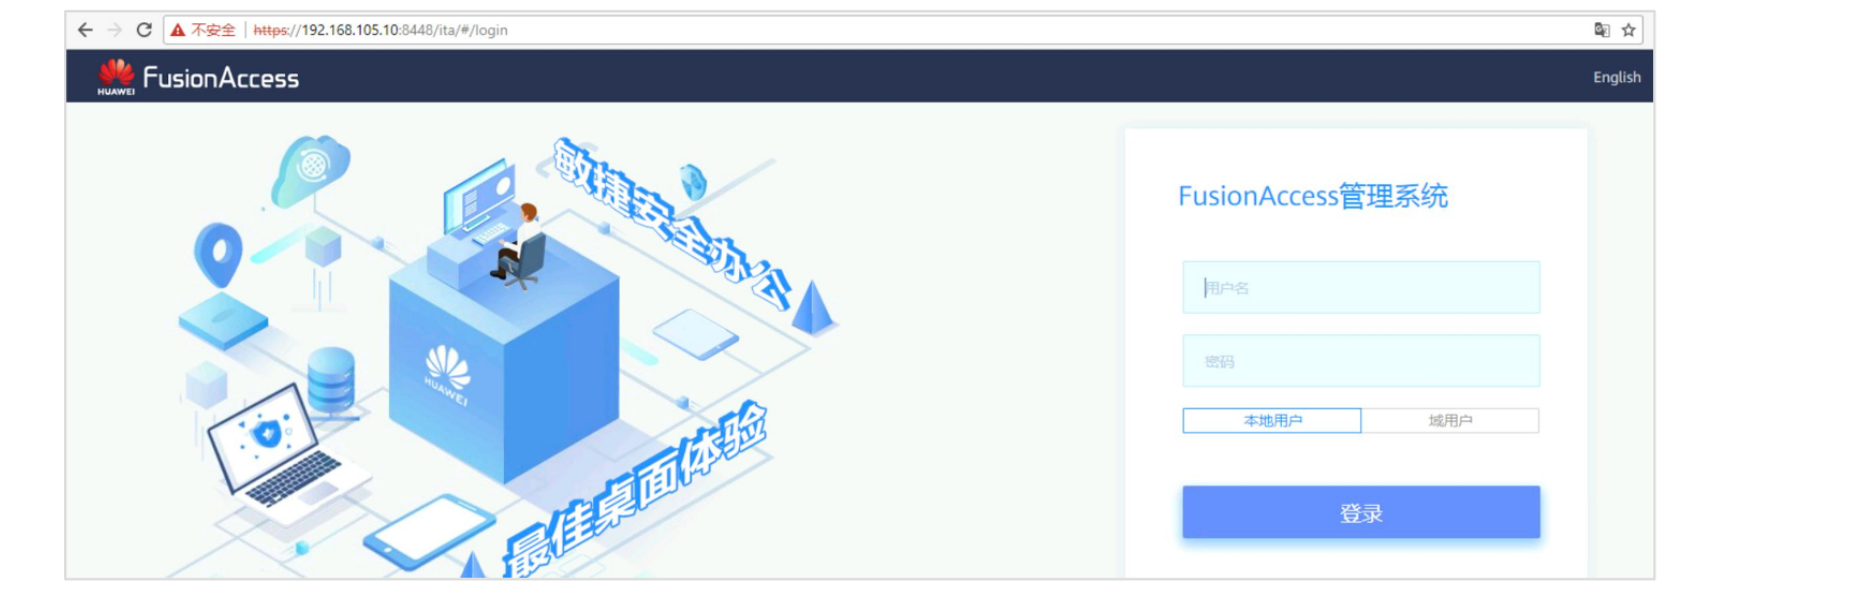 不安全 https://192.168.105.10:8448/ita/#/login
HUAWEI FusionAccess
English
敏捷安全办公
FusionAccess管理系统
用户名
密码
HUAWEI
本地用户 域用户
最佳桌面体验
登录